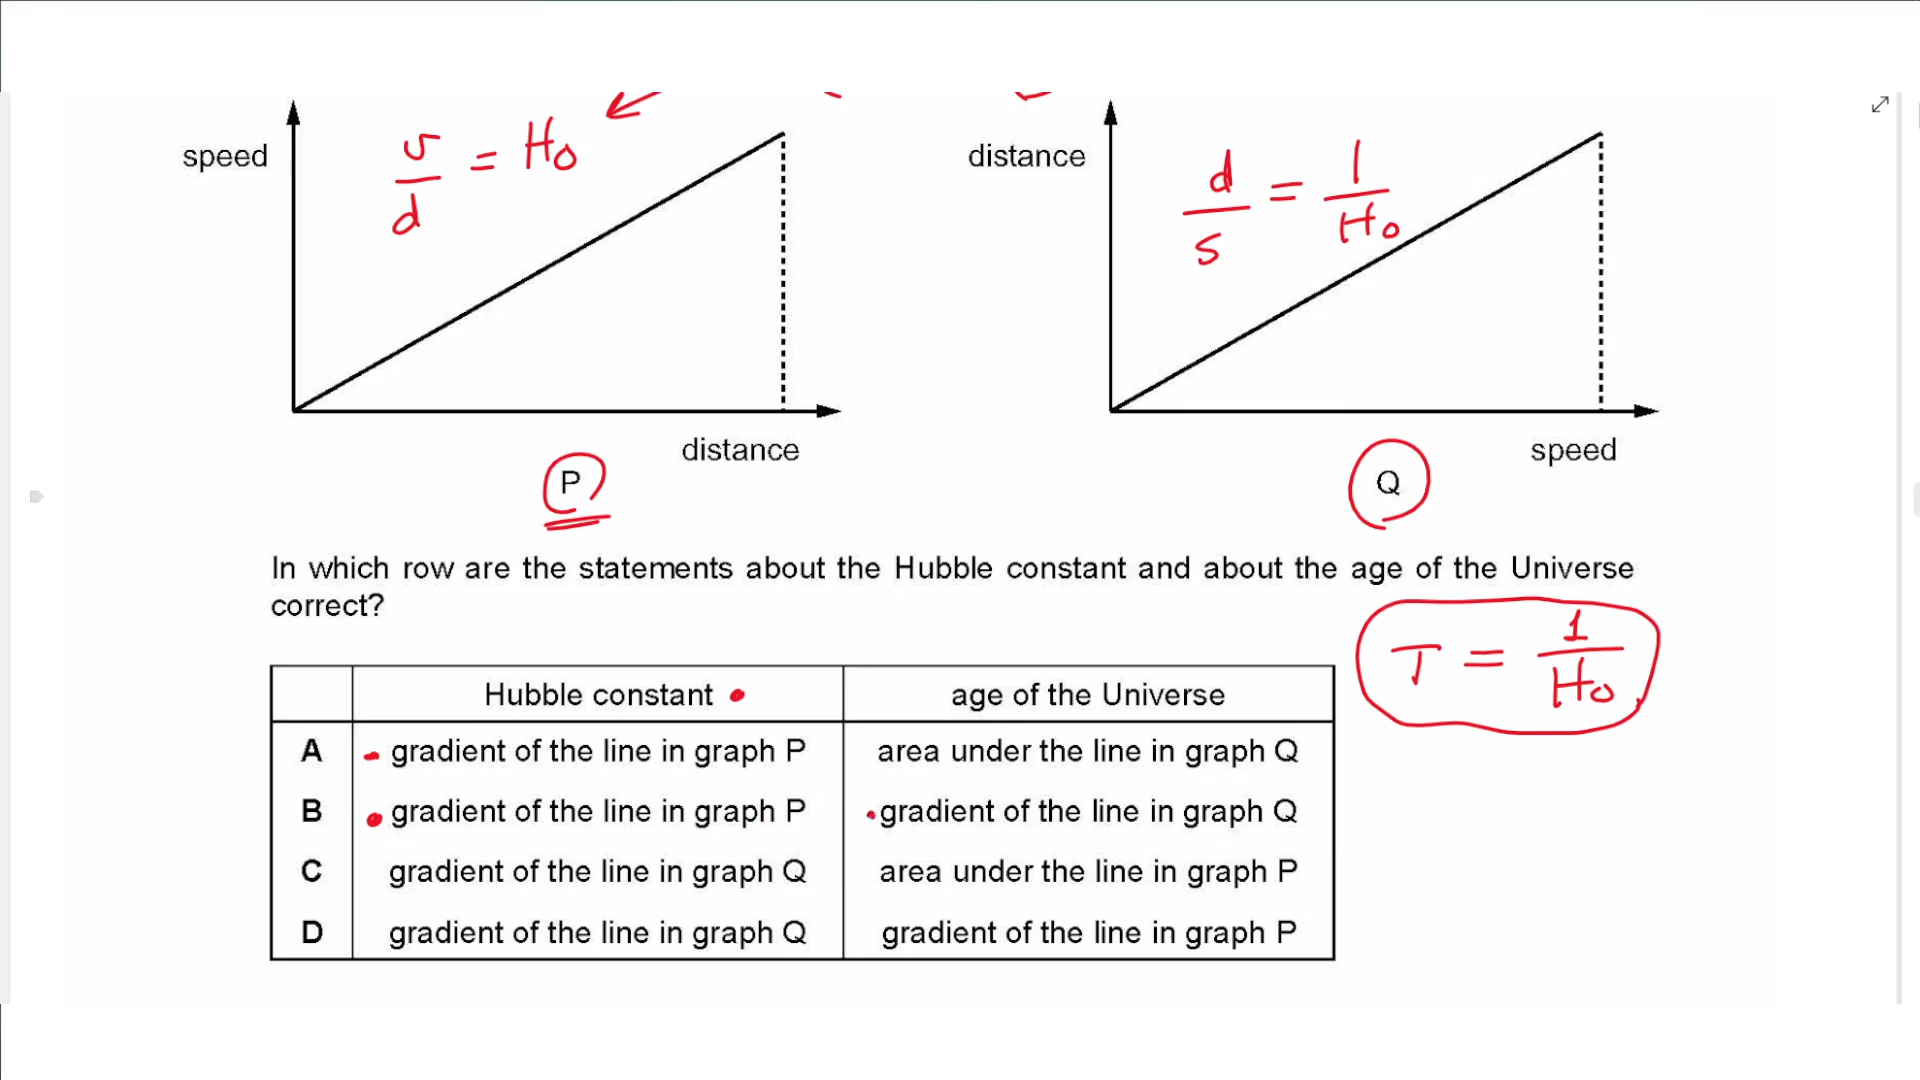 speed
v/d = H₀
distance
P
distance
d/s = 1/H₀
speed
Q
In which row are the statements about the Hubble constant and about the age of the Universe
correct?
T = 1/H₀
Hubble constant age of the Universe
A gradient of the line in graph P area under the line in graph Q
B gradient of the line in graph P gradient of the line in graph Q
C gradient of the line in graph Q area under the line in graph P
D gradient of the line in graph Q gradient of the line in graph P